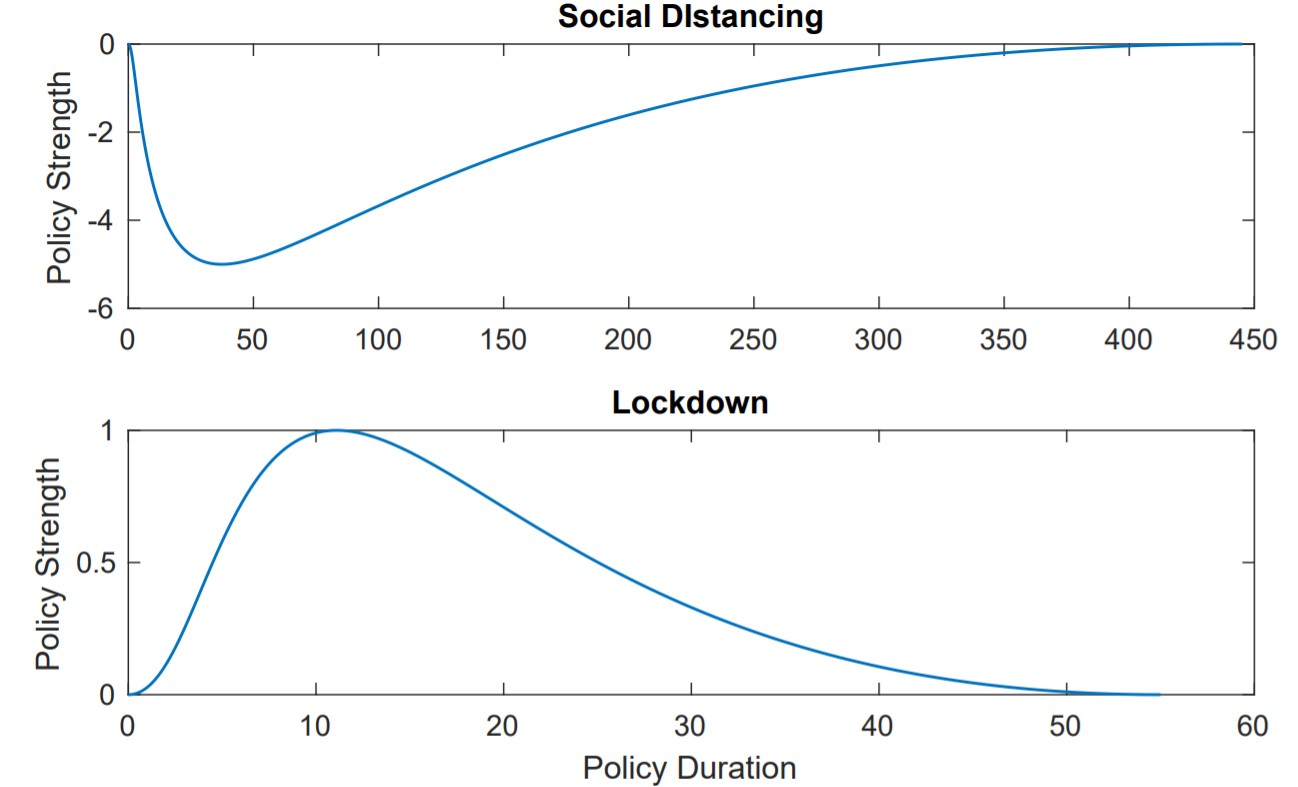 Social DIstancing
Policy Strength
0
-2
-4
-6
0 50 100 150 200 250 300 350 400 450
Lockdown
Policy Strength
1
0.5
0
0 10 20 30 40 50 60
Policy Duration